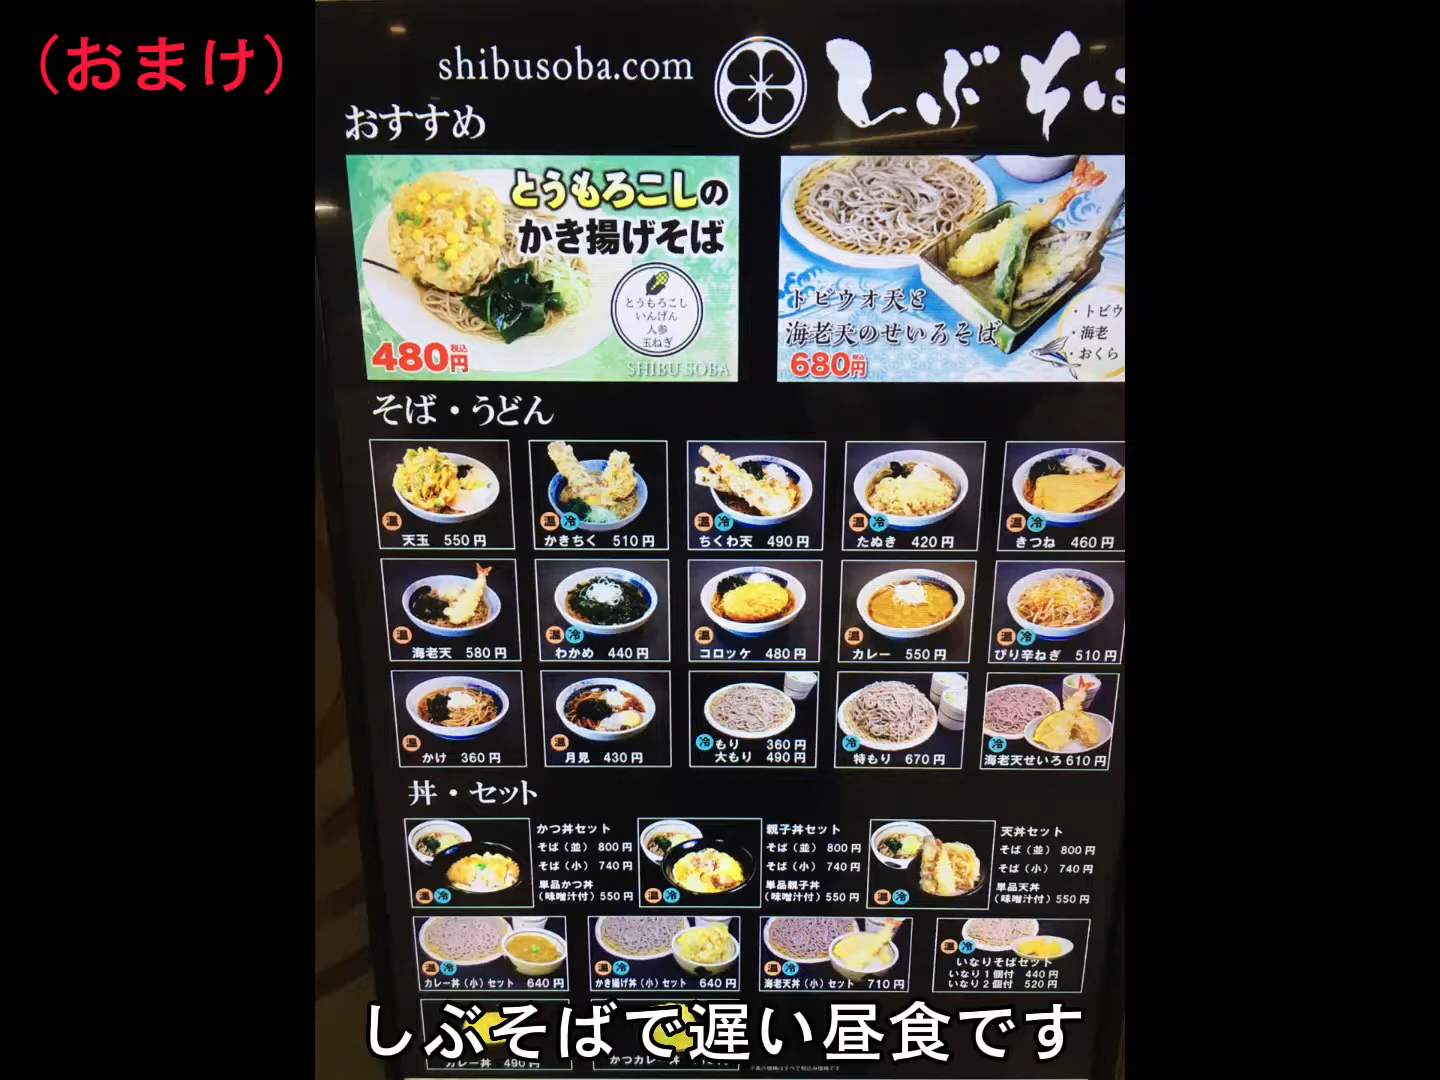 （おまけ）
shibusoba.com
しぶそば
おすすめ
とうもろこしの
かき揚げそば
とうもろこし
いんげん
人参
玉ねぎ
480円
税込
SHIBU SOBA
トビウオ天と
海老天のせいろそば
680円
税込
・トビウ
・海老
・おくら
そば・うどん
温
天玉 550円
温 冷
かきちく 510円
温 冷
ちくわ天 490円
温 冷
たぬき 420円
温 冷
きつね 460円
温
海老天 580円
温 冷
わかめ 440円
温
コロッケ 480円
温
カレー 550円
温 冷
ぴり辛ねぎ 510円
温
かけ 360円
温
月見 430円
冷
もり 360円
大もり 490円
冷
特もり 670円
冷
海老天せいろ 610円
丼・セット
温 冷
かつ丼セット
そば（並） 800円
そば（小） 740円
単品かつ丼
（味噌汁付）550円
温 冷
親子丼セット
そば（並） 800円
そば（小） 740円
単品親子丼
（味噌汁付）550円
温 冷
天丼セット
そば（並） 800円
そば（小） 740円
単品天丼
（味噌汁付）550円
温 冷
カレー丼（小）セット 640円
温 冷
かき揚げ丼（小）セット 640円
温 冷
海老天丼（小）セット 710円
温 冷
いなりそばセット
いなり1個付 440円
いなり2個付 520円
しぶそばで遅い昼食です
カレー丼 490円
かつカレー丼